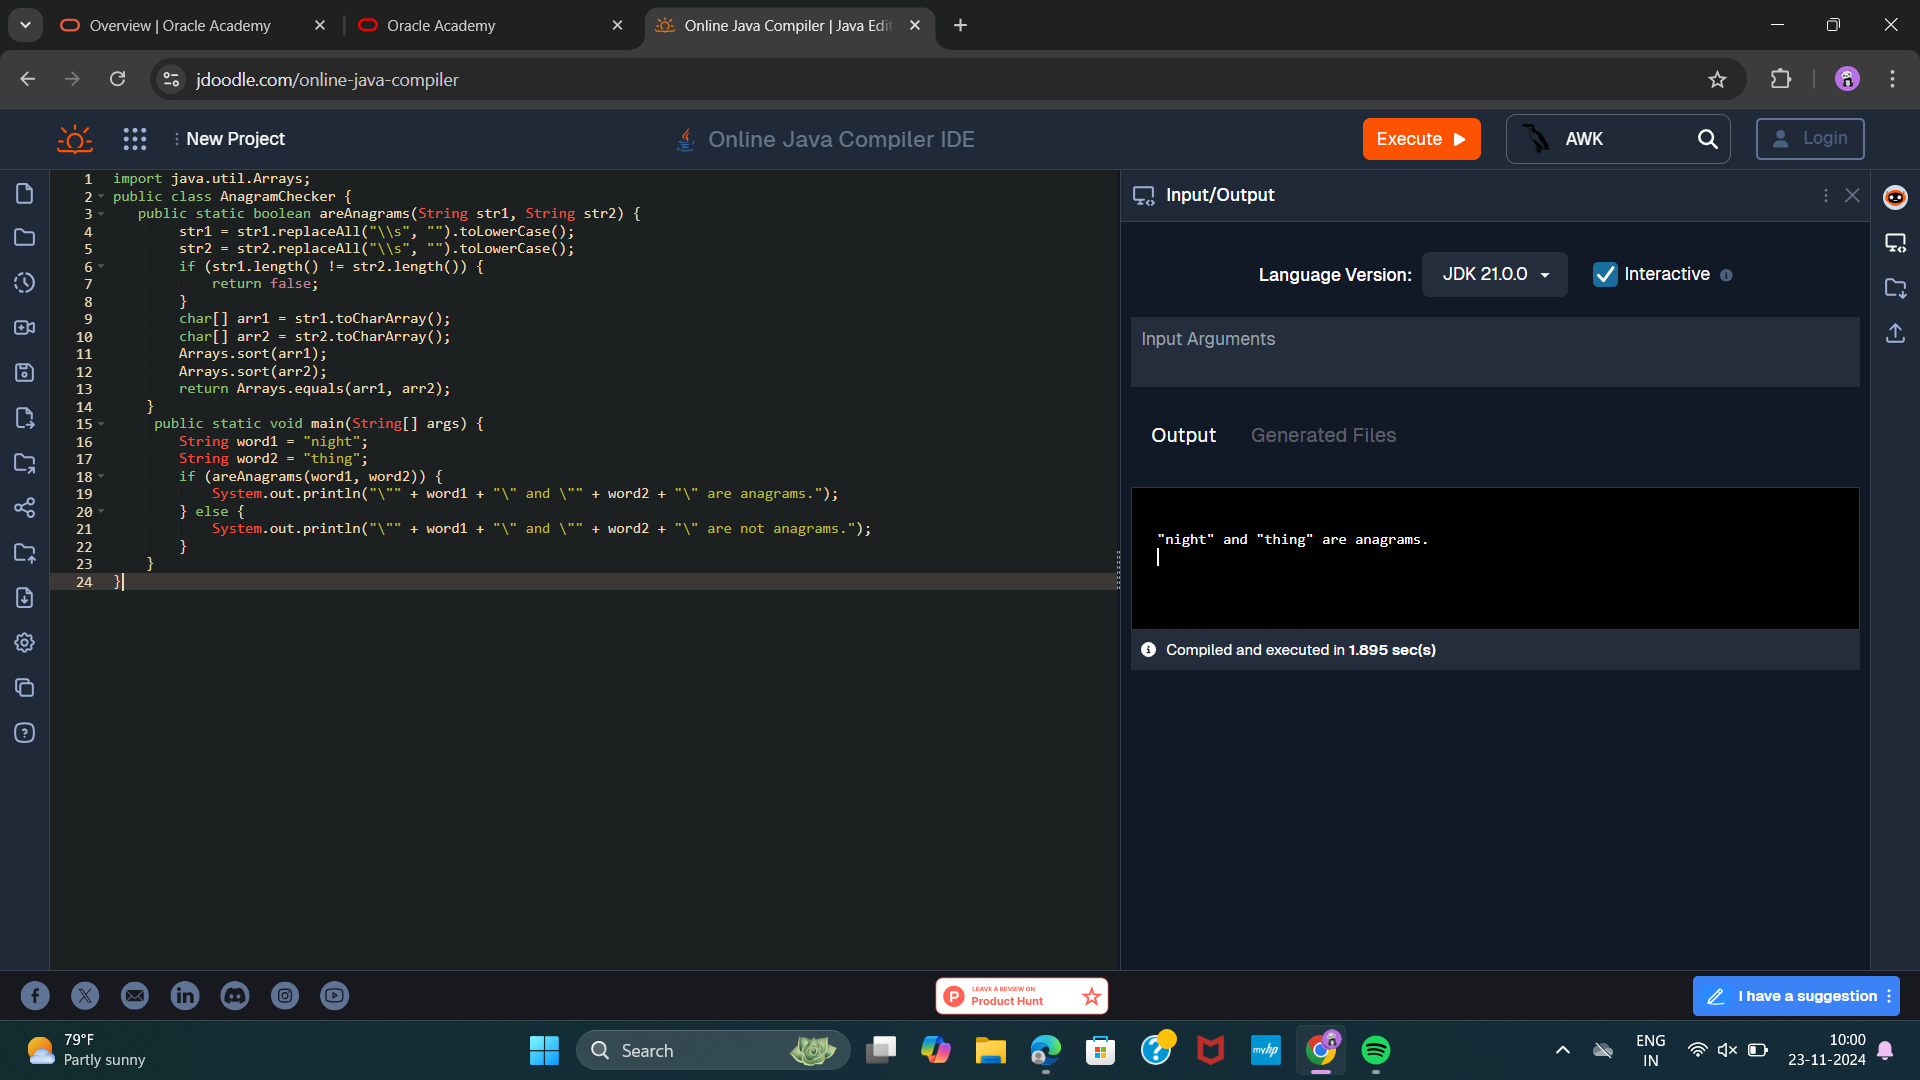 Overview | Oracle Academy
Oracle Academy
Online Java Compiler | Java Edit
jdoodle.com/online-java-compiler
New Project
Online Java Compiler IDE
Execute
AWK
Login
1 import java.util.Arrays;
2 public class AnagramChecker {
3 public static boolean areAnagrams(String str1, String str2) {
4 str1 = str1.replaceAll("\\s", "").toLowerCase();
5 str2 = str2.replaceAll("\\s", "").toLowerCase();
6 if (str1.length() != str2.length()) {
7 return false;
8 }
9 char[] arr1 = str1.toCharArray();
10 char[] arr2 = str2.toCharArray();
11 Arrays.sort(arr1);
12 Arrays.sort(arr2);
13 return Arrays.equals(arr1, arr2);
14 }
15 public static void main(String[] args) {
16 String word1 = "night";
17 String word2 = "thing";
18 if (areAnagrams(word1, word2)) {
19 System.out.println("\"" + word1 + "\" and \"" + word2 + "\" are anagrams.");
20 } else {
21 System.out.println("\"" + word1 + "\" and \"" + word2 + "\" are not anagrams.");
22 }
23 }
24 }
Input/Output
Language Version: JDK 21.0.0 Interactive
Input Arguments
Output Generated Files
"night" and "thing" are anagrams.
Compiled and executed in 1.895 sec(s)
LEAVE A REVIEW ON
Product Hunt
I have a suggestion
79°F
Partly sunny
Search
myhp
ENG
IN
10:00
23-11-2024